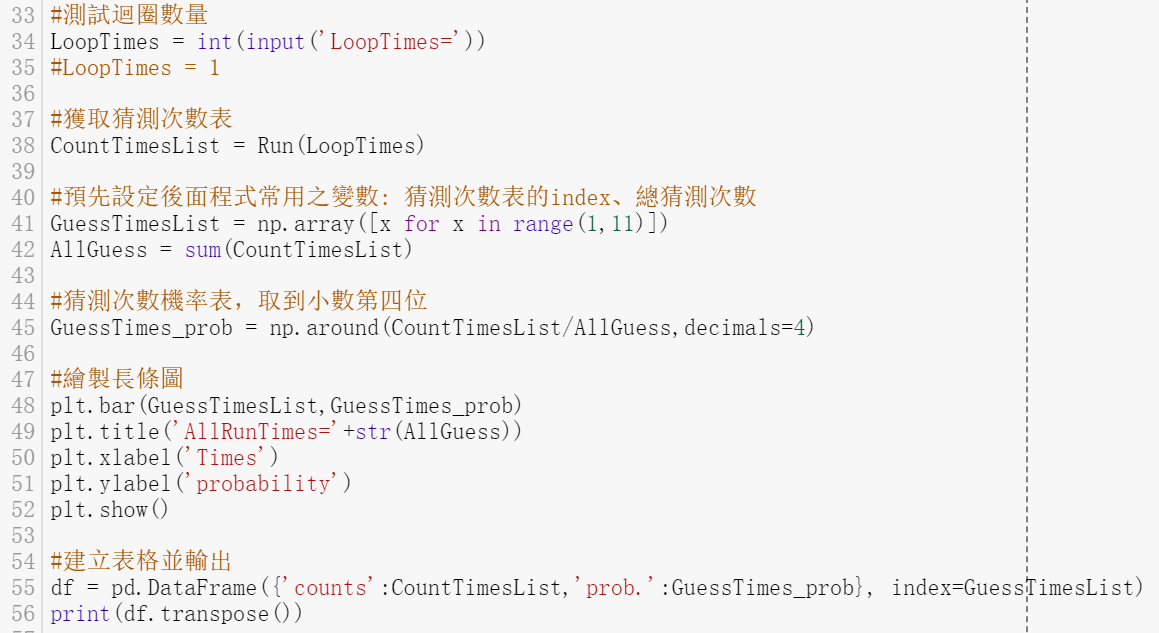 33 #測試迴圈數量
34 LoopTimes = int(input('LoopTimes='))
35 #LoopTimes = 1
36
37 #獲取猜測次數表
38 CountTimesList = Run(LoopTimes)
39
40 #預先設定後面程式常用之變數: 猜測次數表的index、總猜測次數
41 GuessTimesList = np.array([x for x in range(1,11)])
42 AllGuess = sum(CountTimesList)
43
44 #猜測次數機率表，取到小數第四位
45 GuessTimes_prob = np.around(CountTimesList/AllGuess,decimals=4)
46
47 #繪製長條圖
48 plt.bar(GuessTimesList,GuessTimes_prob)
49 plt.title('AllRunTimes='+str(AllGuess))
50 plt.xlabel('Times')
51 plt.ylabel('probability')
52 plt.show()
53
54 #建立表格並輸出
55 df = pd.DataFrame({'counts':CountTimesList,'prob.':GuessTimes_prob}, index=GuessTimesList)
56 print(df.transpose())